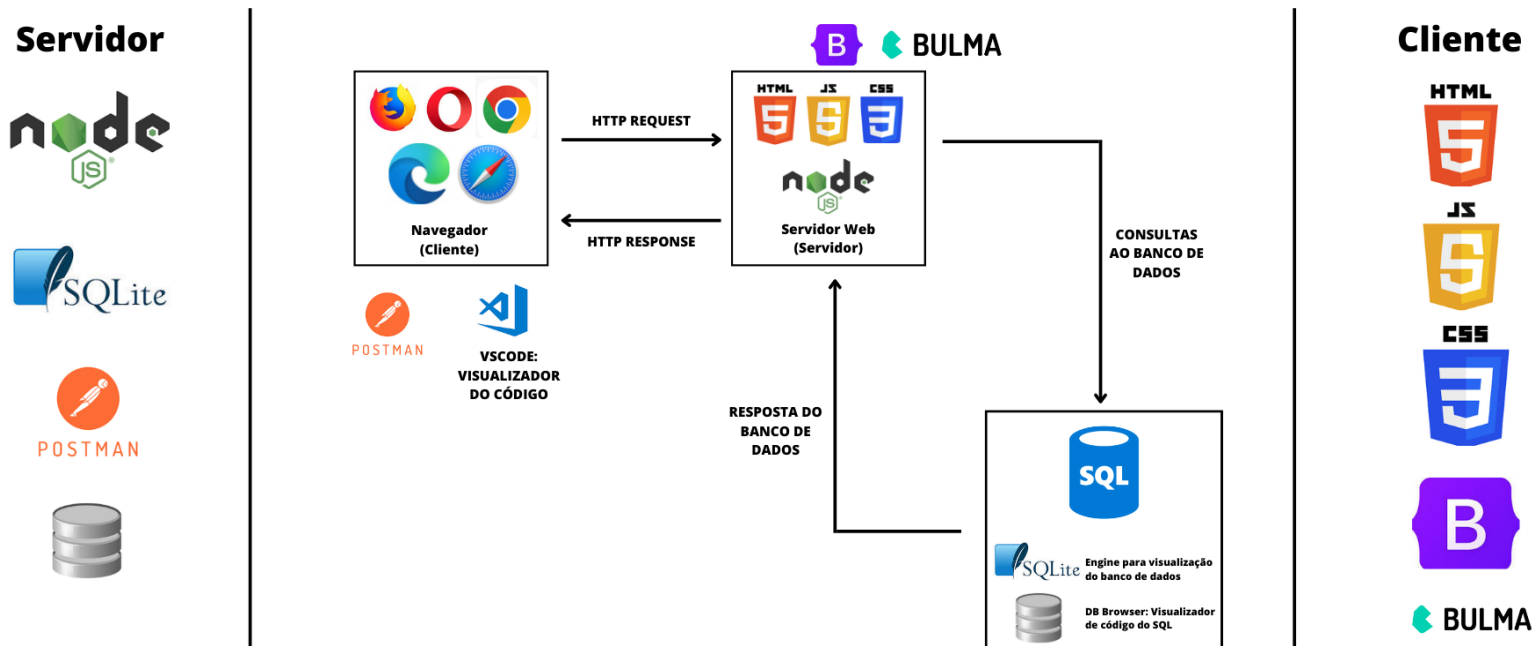 Servidor
node
JS
SQLite
POSTMAN
B
BULMA
HTML
JS
CSS
node
JS
Navegador
(Cliente)
HTTP REQUEST
HTTP RESPONSE
Servidor Web
(Servidor)
POSTMAN
VSCODE:
VISUALIZADOR
DO CÓDIGO
CONSULTAS
AO BANCO DE
DADOS
RESPOSTA DO
BANCO DE
DADOS
SQL
SQLite
Engine para visualização
do banco de dados
DB Browser: Visualizador
de código do SQL
Cliente
HTML
JS
CSS
B
BULMA